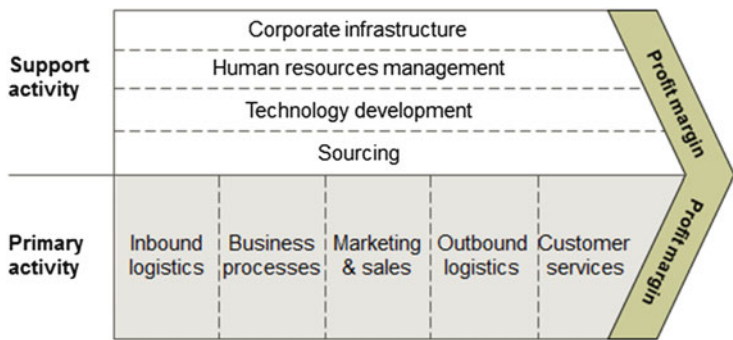 Support
activity
Corporate infrastructure
Human resources management
Technology development
Sourcing
Profit margin
Primary
activity
Inbound
logistics
Business
processes
Marketing
& sales
Outbound
logistics
Customer
services
Profit margin